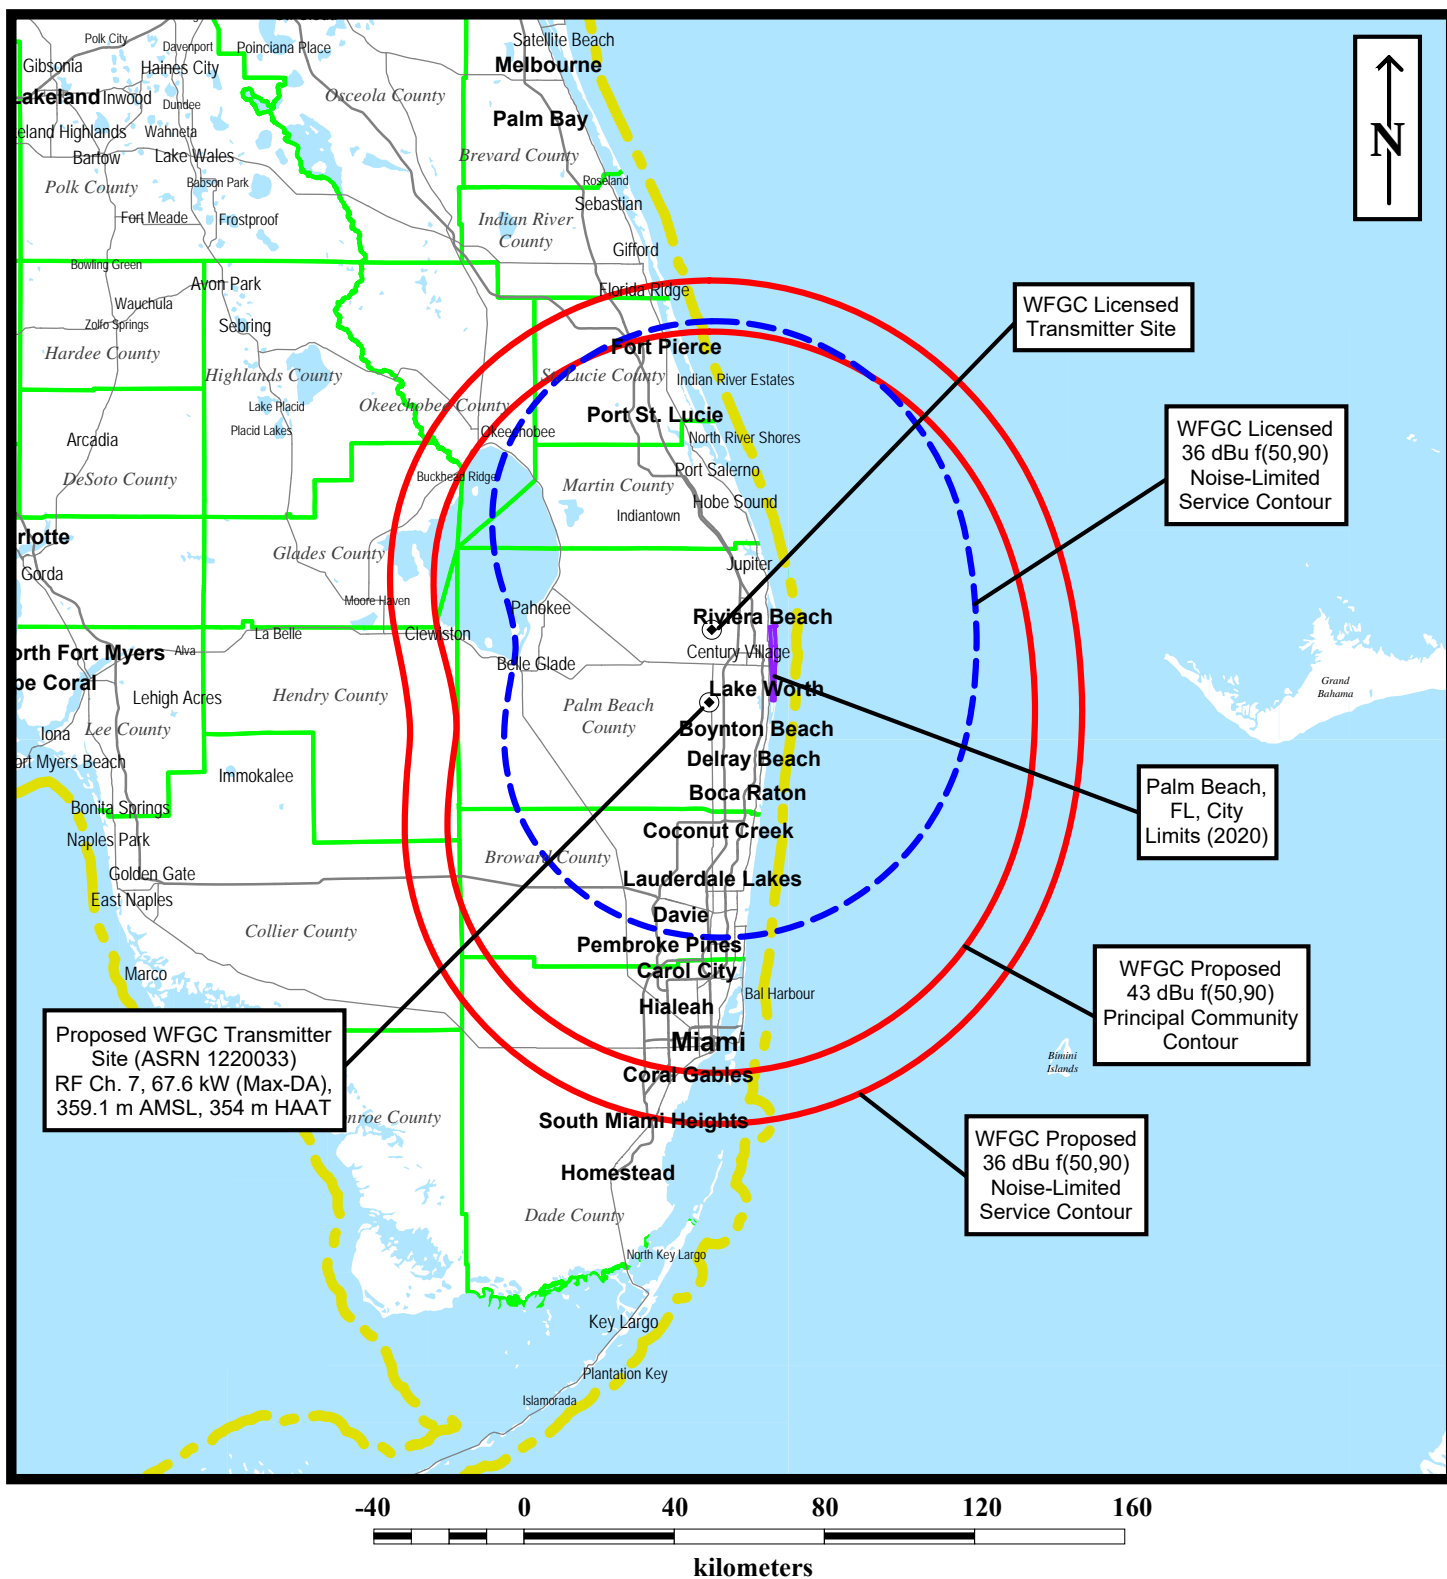 Satellite Beach
Polk City
Davenport
Poinciana Place
Gibsonia
Haines City
Melbourne
Lakeland
Inwood
Dundee
Osceola County
N
Palm Bay
eland Highlands
Wahneta
Bartow
Lake Wales
Brevard County
Polk County
Babson Park
Roseland
Sebastian
Fort Meade
Frostproof
Indian River
County
Gifford
Bowling Green
Avon Park
Florida Ridge
Wauchula
WFGC Licensed
Transmitter Site
Zolfo Springs
Sebring
Hardee County
Fort Pierce
Highlands County
St Lucie County
Indian River Estates
Lake Placid
Okeechobee County
Port St. Lucie
Placid Lakes
Okeechobee
Arcadia
North River Shores
WFGC Licensed
36 dBu f(50,90)
Noise-Limited
Service Contour
DeSoto County
Buckhead Ridge
Port Salerno
Martin County
Hobe Sound
Indiantown
rlotte
Glades County
Jupiter
Gorda
Moore Haven
Pahokee
Riviera Beach
La Belle
Clewiston
orth Fort Myers
Alva
Century Village
Belle Glade
pe Coral
Lehigh Acres
Hendry County
Lake Worth
Grand
Bahama
Palm Beach
County
Iona
Lee County
Boynton Beach
ort Myers Beach
Immokalee
Delray Beach
Boca Raton
Palm Beach,
FL, City
Limits (2020)
Bonita Springs
Naples Park
Coconut Creek
Broward County
Golden Gate
Lauderdale Lakes
East Naples
Davie
Collier County
Pembroke Pines
Marco
Carol City
Bal Harbour
WFGC Proposed
43 dBu f(50,90)
Principal Community
Contour
Hialeah
Proposed WFGC Transmitter
Site (ASRN 1220033)
RF Ch. 7, 67.6 kW (Max-DA),
359.1 m AMSL, 354 m HAAT
Miami
Bimini
Islands
Coral Gables
nroe County
South Miami Heights
WFGC Proposed
36 dBu f(50,90)
Noise-Limited
Service Contour
Homestead
Dade County
North Key Largo
Key Largo
Plantation Key
Islamorada
-40 0 40 80 120 160
kilometers